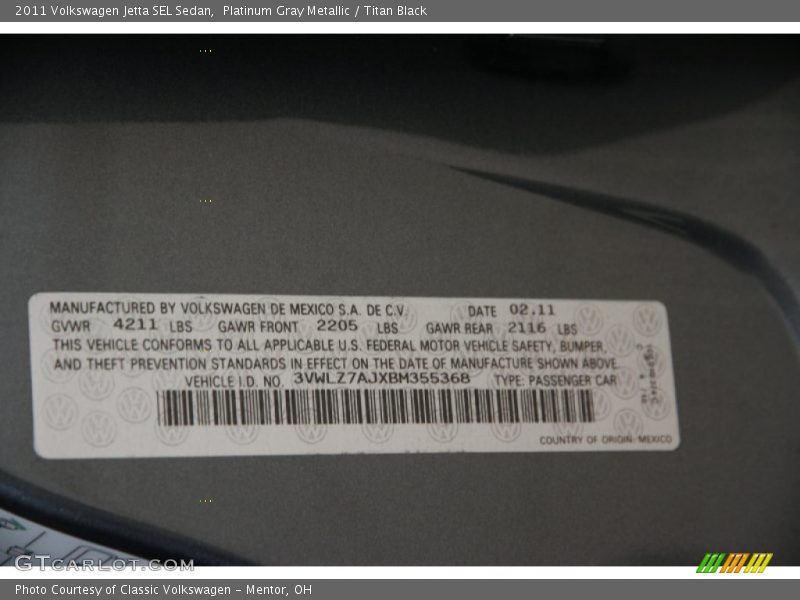 2011 Volkswagen Jetta SEL Sedan, Platinum Gray Metallic / Titan Black
MANUFACTURED BY VOLKSWAGEN DE MEXICO S.A. DE C.V. DATE 02.11
GVWR 4211 LBS GAWR FRONT 2205 LBS GAWR REAR 2116 LBS
THIS VEHICLE CONFORMS TO ALL APPLICABLE U.S. FEDERAL MOTOR VEHICLE SAFETY, BUMPER,
AND THEFT PREVENTION STANDARDS IN EFFECT ON THE DATE OF MANUFACTURE SHOWN ABOVE.
VEHICLE I.D. NO. 3VWLZ7AJXBM355368 TYPE: PASSENGER CAR
COUNTRY OF ORIGIN: MEXICO
GTCARLOT.COM
Photo Courtesy of Classic Volkswagen - Mentor, OH